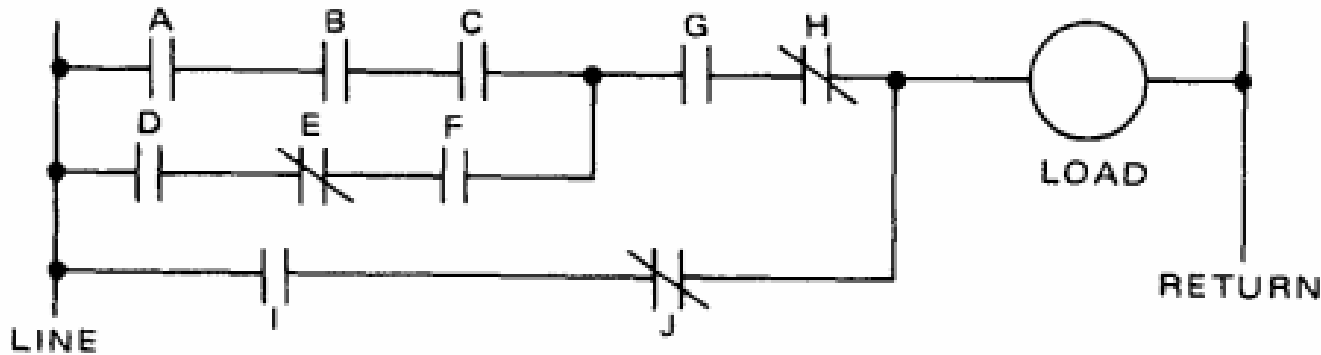 A B C G H
D E F
LOAD
I J
RETURN
LINE